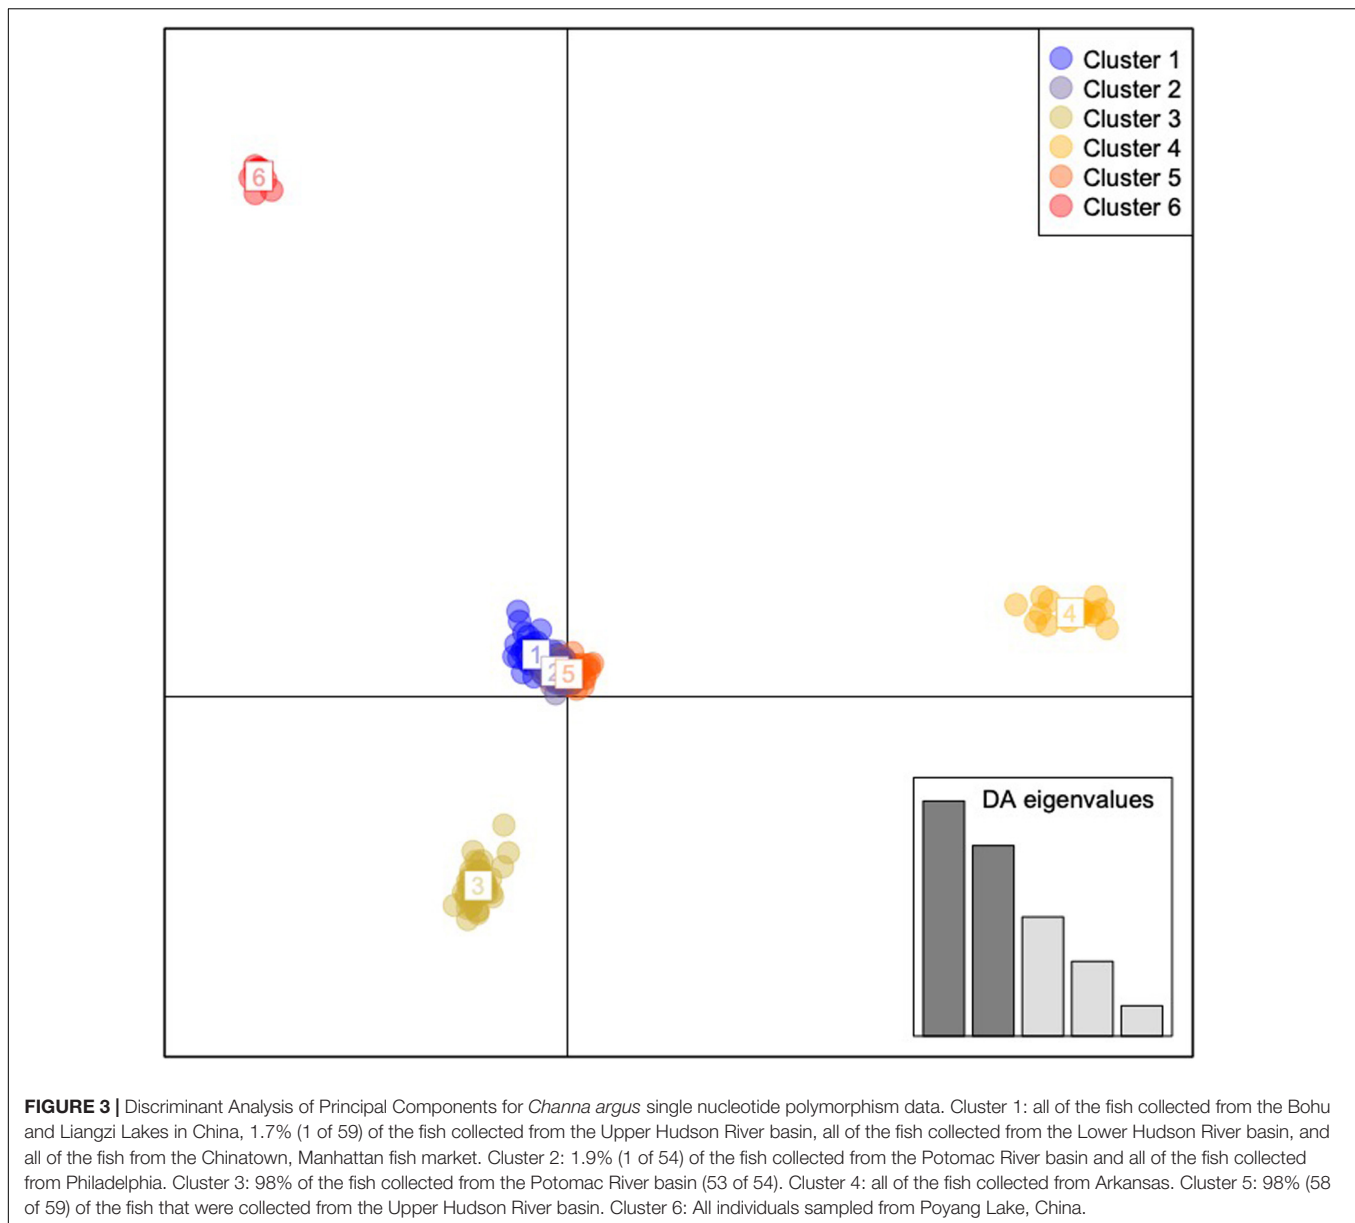 Cluster 1
Cluster 2
Cluster 3
Cluster 4
Cluster 5
Cluster 6
6
4
1
2
5
3
DA eigenvalues
FIGURE 3 | Discriminant Analysis of Principal Components for Channa argus single nucleotide polymorphism data. Cluster 1: all of the fish collected from the Bohu
and Liangzi Lakes in China, 1.7% (1 of 59) of the fish collected from the Upper Hudson River basin, all of the fish collected from the Lower Hudson River basin, and
all of the fish from the Chinatown, Manhattan fish market. Cluster 2: 1.9% (1 of 54) of the fish collected from the Potomac River basin and all of the fish collected
from Philadelphia. Cluster 3: 98% of the fish collected from the Potomac River basin (53 of 54). Cluster 4: all of the fish collected from Arkansas. Cluster 5: 98% (58
of 59) of the fish that were collected from the Upper Hudson River basin. Cluster 6: All individuals sampled from Poyang Lake, China.